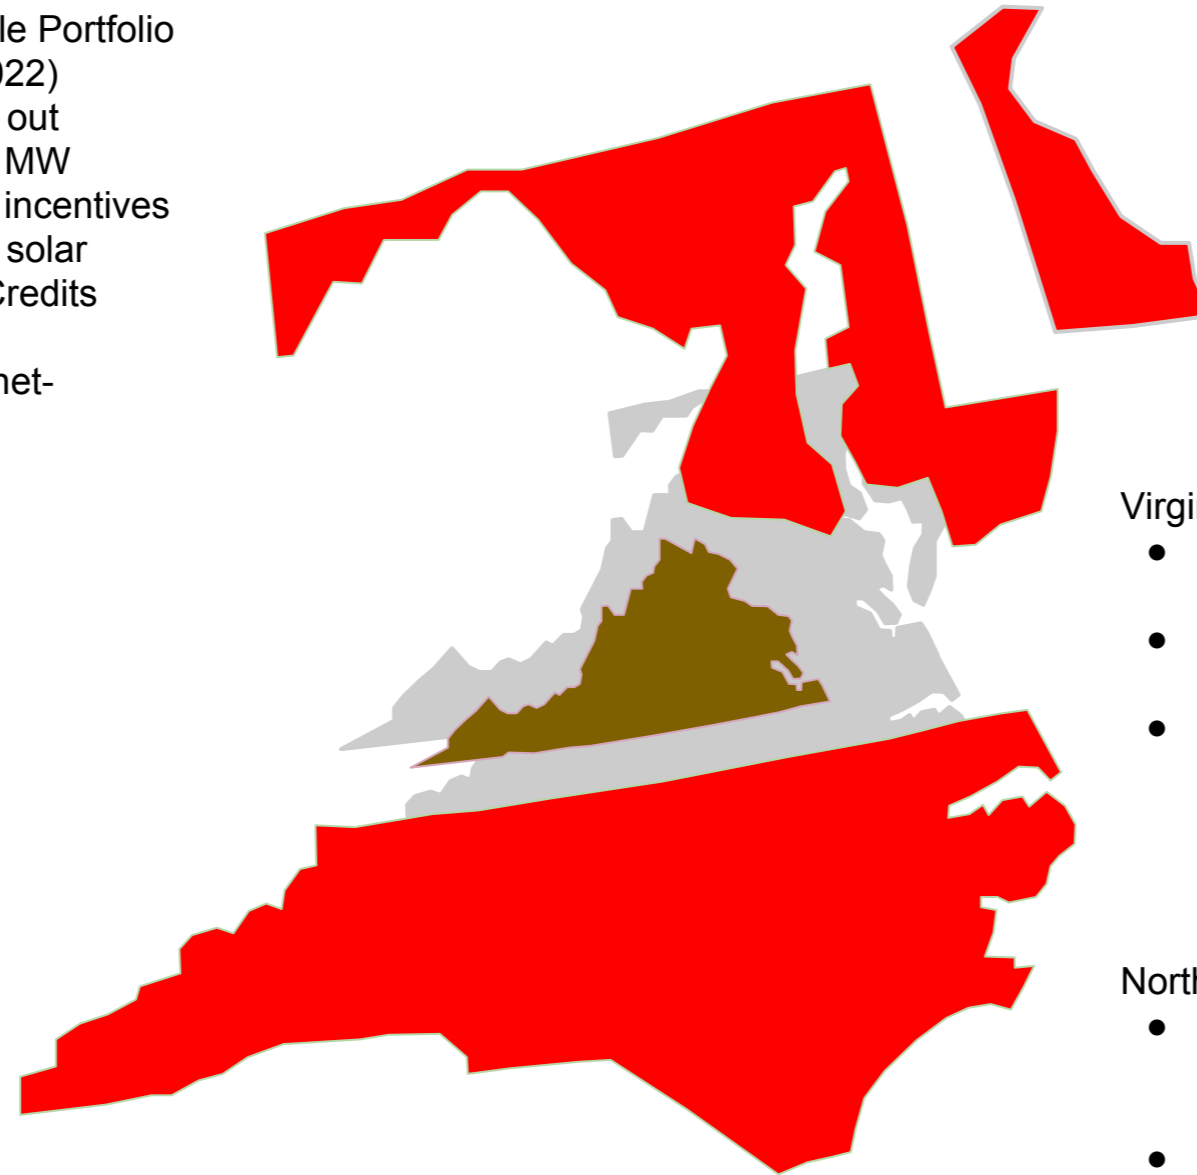 le Portfolio
022)
out
MW
incentives
solar
Credits
net-
Virgi
•
•
•
North
•
•